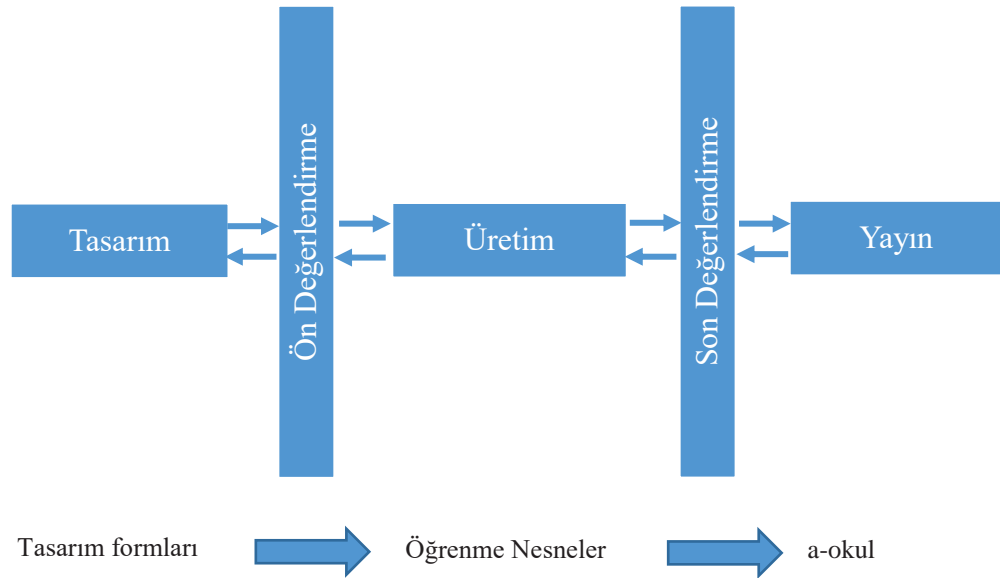 Tasarım
Ön Değerlendirme
Üretim
Son Değerlendirme
Yayın
Tasarım formları
Öğrenme Nesneler
a-okul